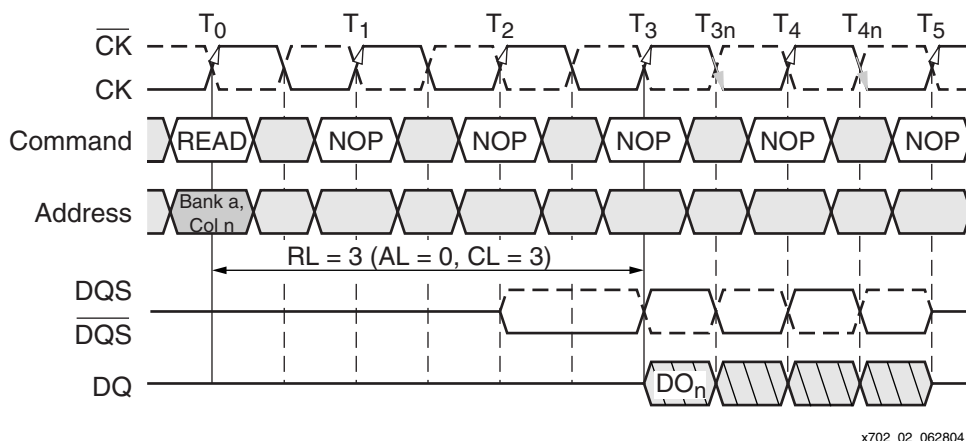 T0 T1 T2 T3 T3n T4 T4n T5
CK
CK
Command READ NOP NOP NOP NOP NOP
Address Bank a,
Col n
RL = 3 (AL = 0, CL = 3)
DQS
DQS
DQ DOn
x702_02_062804